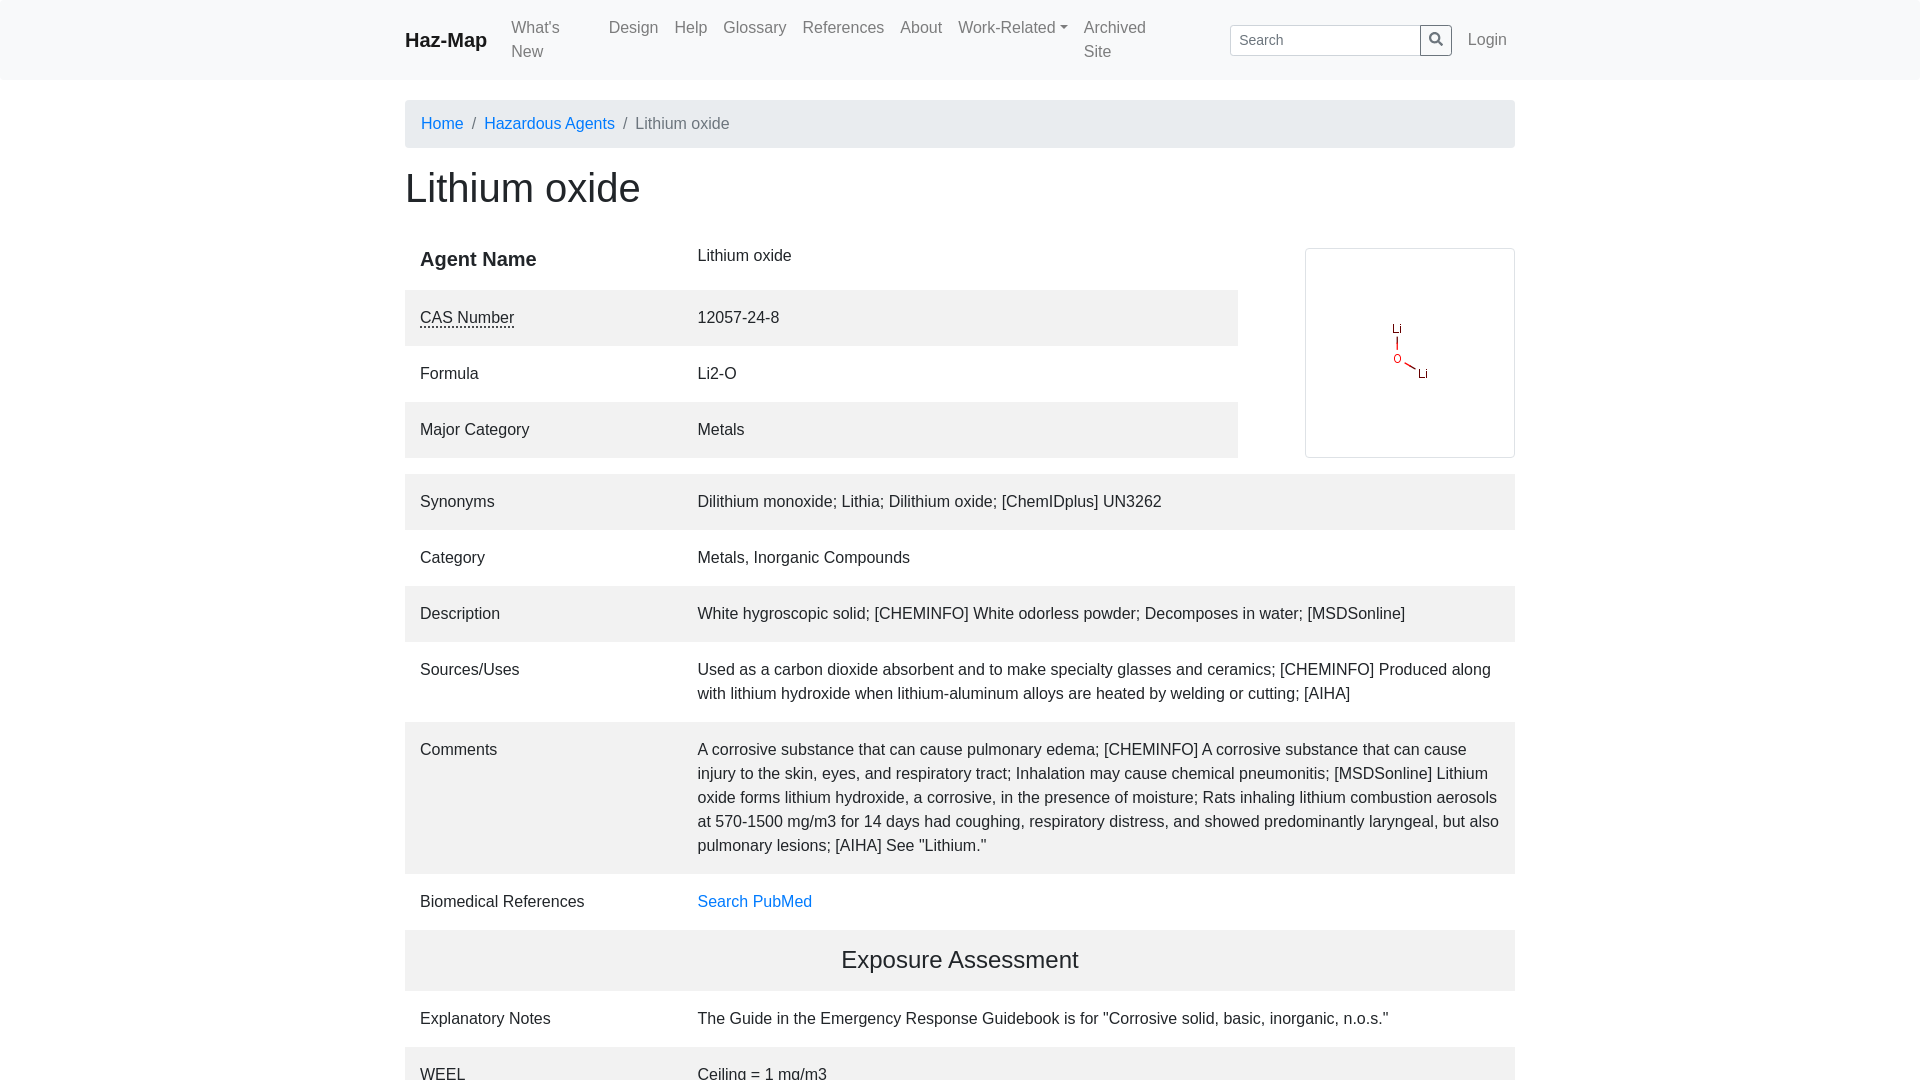 Haz-Map
What's New
Design
Help
Glossary
References
About
Work-Related
Archived Site
Search
Login
Home / Hazardous Agents / Lithium oxide
Lithium oxide
Agent Name Lithium oxide
CAS Number 12057-24-8
Formula Li2-O
Major Category Metals
Li
O
Li
Synonyms Dilithium monoxide; Lithia; Dilithium oxide; [ChemIDplus] UN3262
Category Metals, Inorganic Compounds
Description White hygroscopic solid; [CHEMINFO] White odorless powder; Decomposes in water; [MSDSonline]
Sources/Uses Used as a carbon dioxide absorbent and to make specialty glasses and ceramics; [CHEMINFO] Produced along
with lithium hydroxide when lithium-aluminum alloys are heated by welding or cutting; [AIHA]
Comments A corrosive substance that can cause pulmonary edema; [CHEMINFO] A corrosive substance that can cause
injury to the skin, eyes, and respiratory tract; Inhalation may cause chemical pneumonitis; [MSDSonline] Lithium
oxide forms lithium hydroxide, a corrosive, in the presence of moisture; Rats inhaling lithium combustion aerosols
at 570-1500 mg/m3 for 14 days had coughing, respiratory distress, and showed predominantly laryngeal, but also
pulmonary lesions; [AIHA] See "Lithium."
Biomedical References Search PubMed
Exposure Assessment
Explanatory Notes The Guide in the Emergency Response Guidebook is for "Corrosive solid, basic, inorganic, n.o.s."
WEEL Ceiling = 1 mg/m3